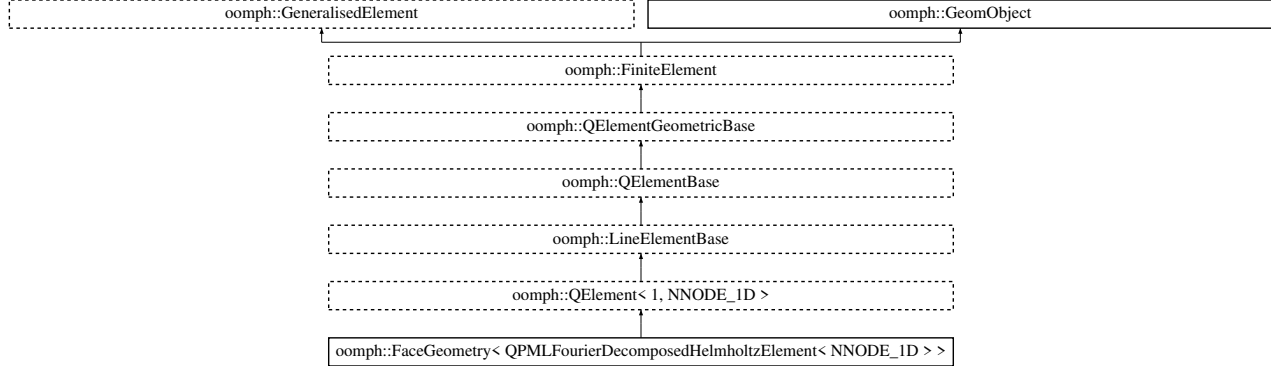 oomph::GeneralisedElement
oomph::GeomObject
oomph::FiniteElement
oomph::QElementGeometricBase
oomph::QElementBase
oomph::LineElementBase
oomph::QElement< 1, NNODE_1D >
oomph::FaceGeometry< QPMLFourierDecomposedHelmholtzElement< NNODE_1D > >